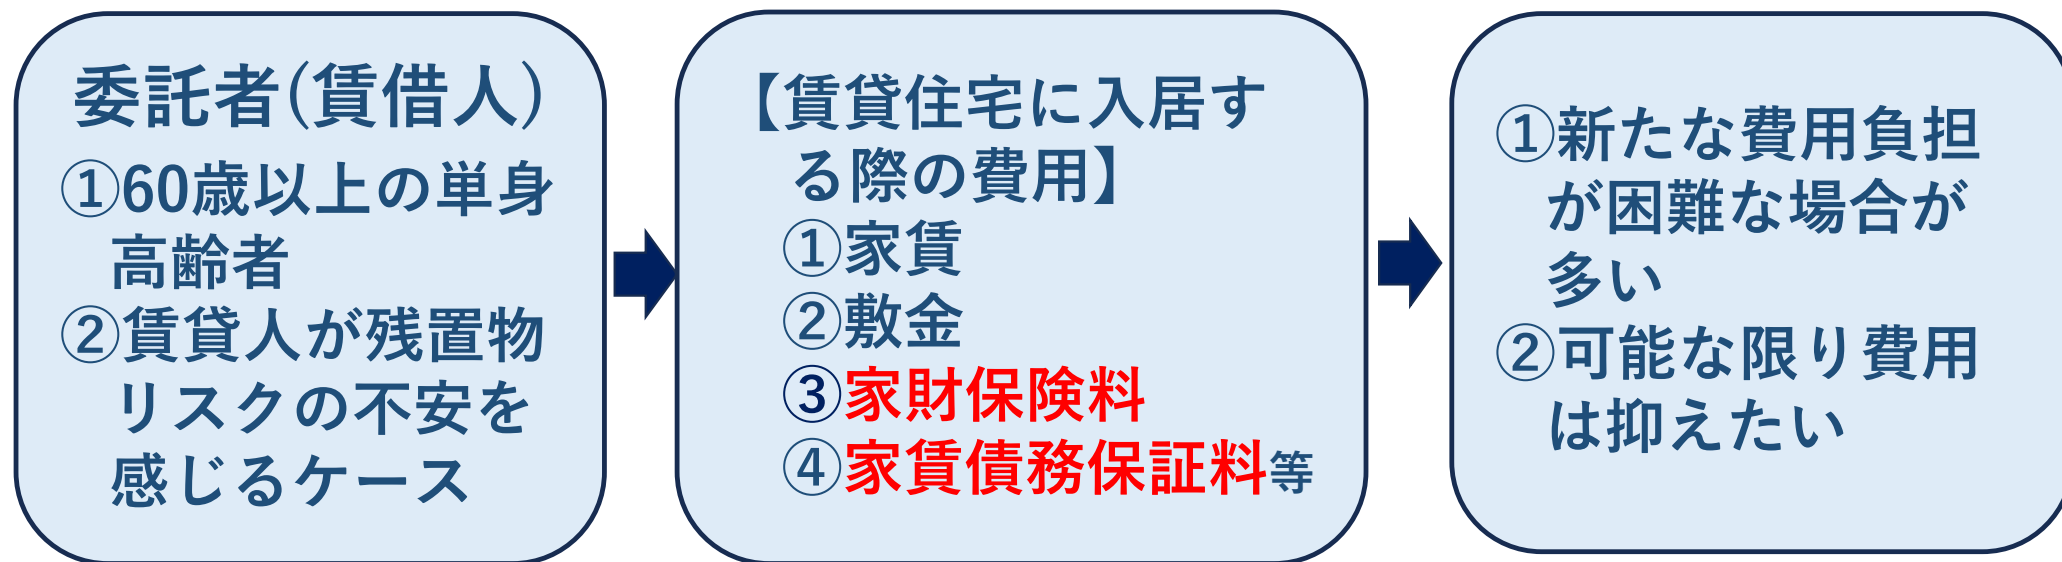 委託者(賃借人)
①60歳以上の単身
高齢者
②賃貸人が残置物
リスクの不安を
感じるケース
【賃貸住宅に入居す
る際の費用】
①家賃
②敷金
③家財保険料
④家賃債務保証料等
①新たな費用負担
が困難な場合が
多い
②可能な限り費用
は抑えたい